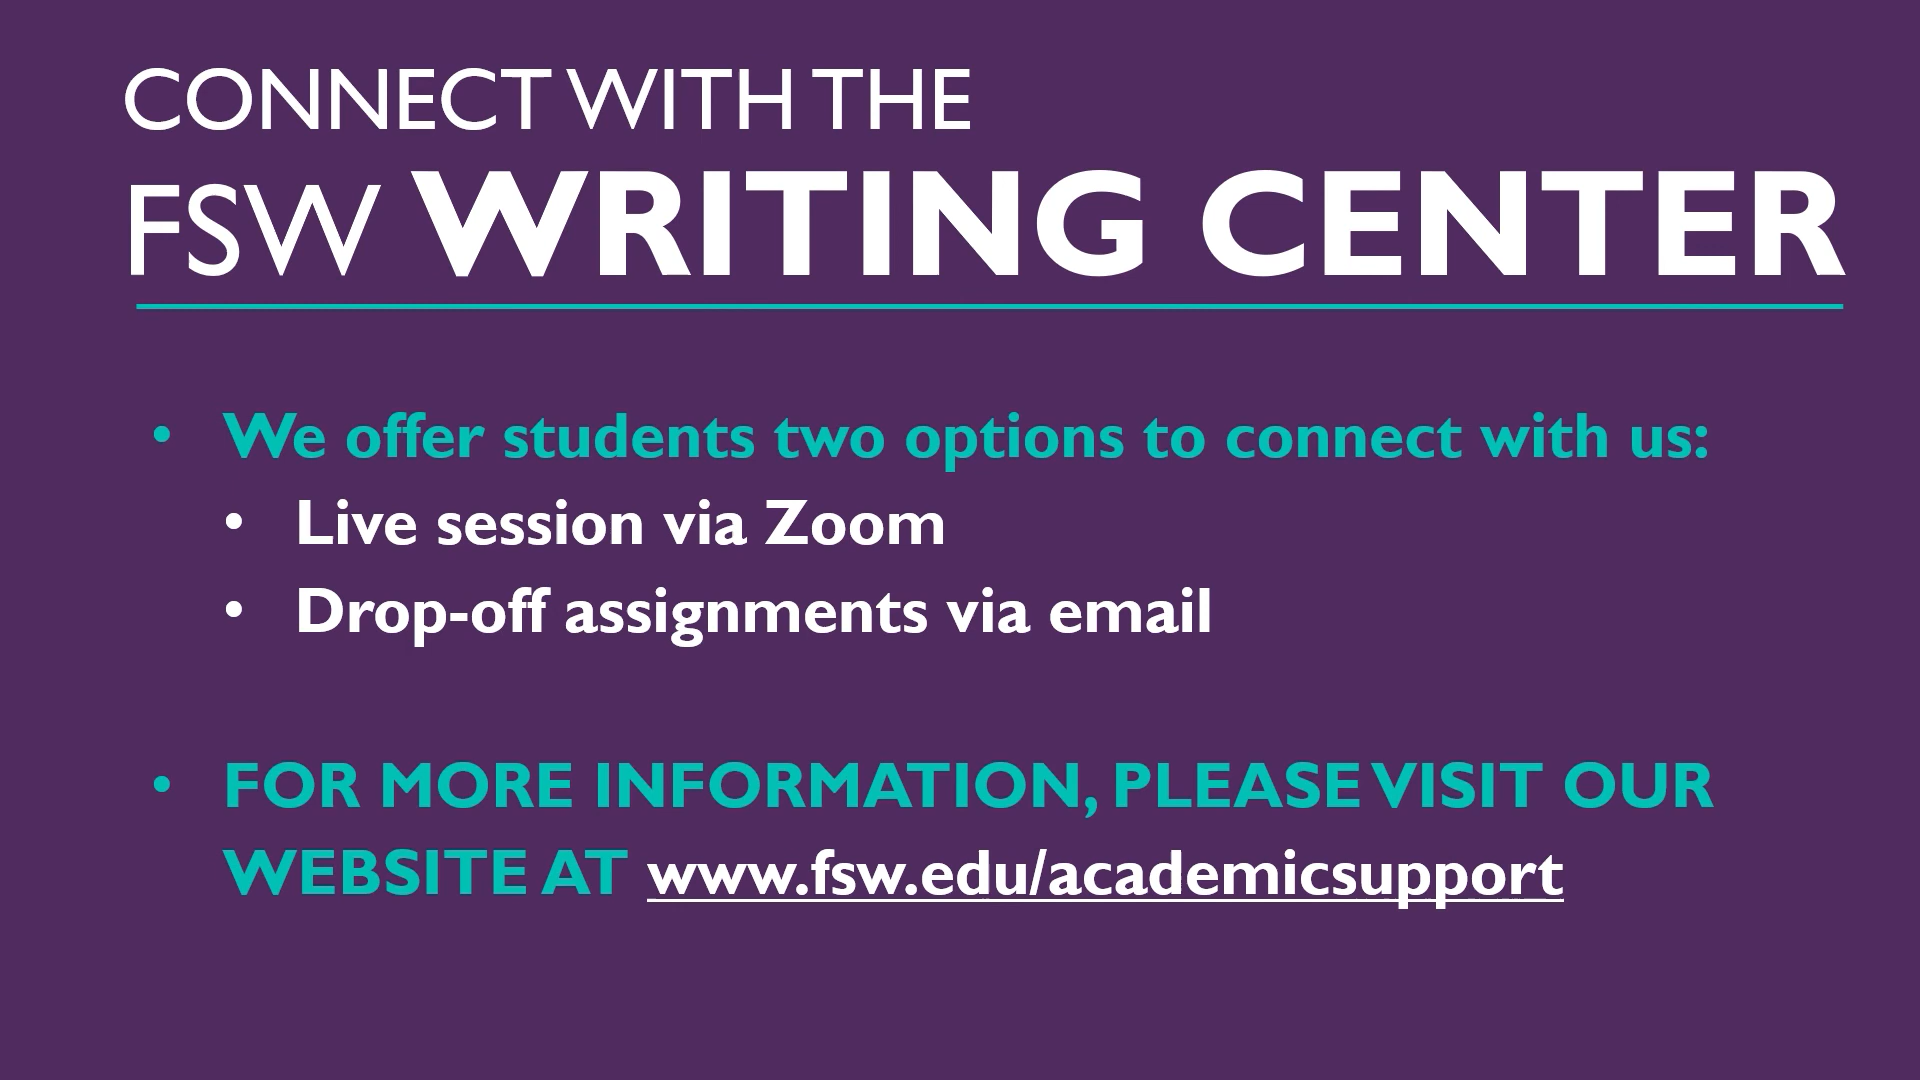 CONNECT WITH THE
FSW WRITING CENTER
• We offer students two options to connect with us:
• Live session via Zoom
• Drop-off assignments via email
• FOR MORE INFORMATION, PLEASE VISIT OUR
WEBSITE AT www.fsw.edu/academicsupport